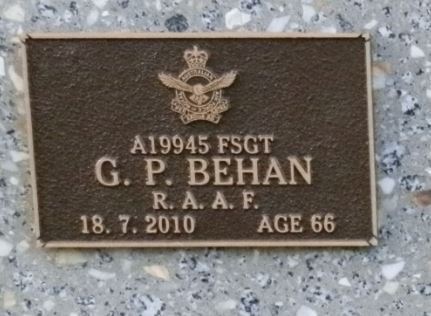 A19945 FSGT
G. P. BEHAN
R. A. A. F.
18. 7. 2010 AGE 66